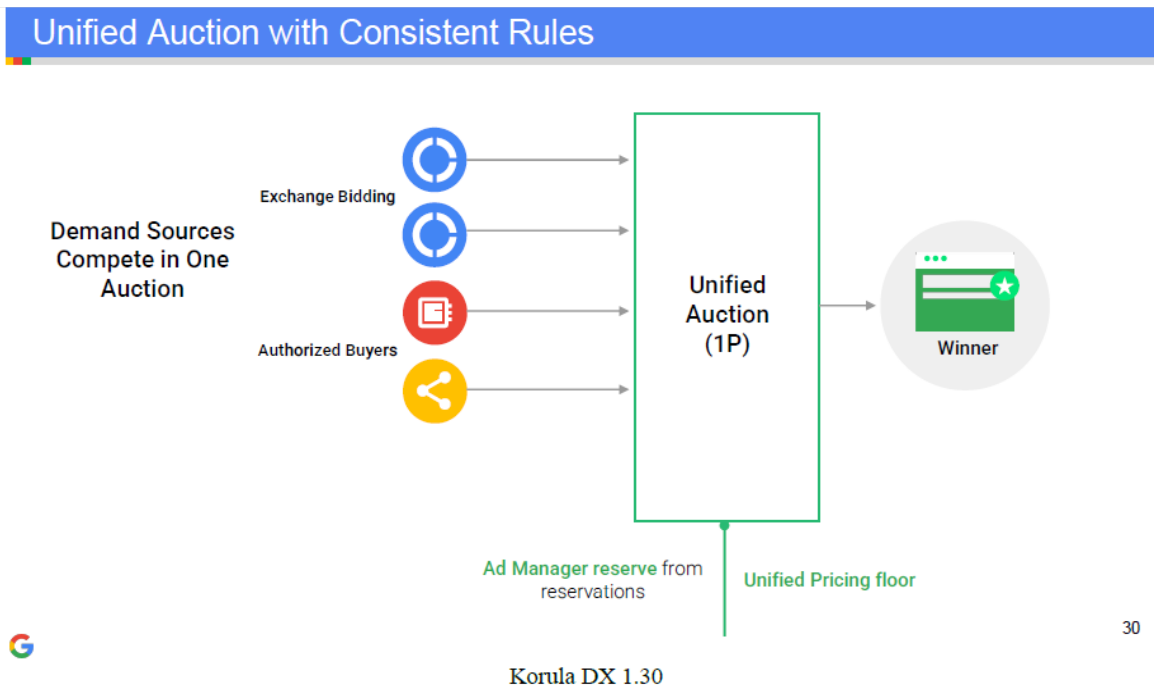 Unified Auction with Consistent Rules
Exchange Bidding
Demand Sources
Compete in One
Auction
Authorized Buyers
Unified
Auction
(1P)
Winner
Ad Manager reserve from
reservations
Unified Pricing floor
30
G
Korula DX 1.30